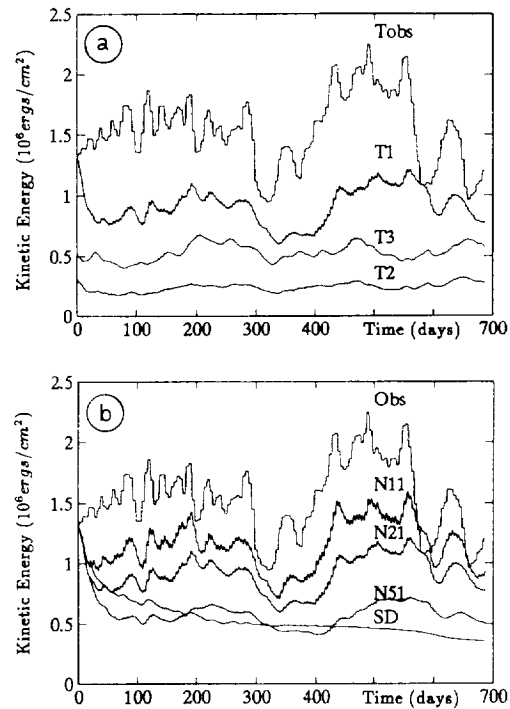 a
Kinetic Energy (10⁶ergs/cm²)
2.5
2
1.5
1
0.5
0
Tobs
T1
T3
T2
0 100 200 300 400 Time (days) 700
b
Kinetic Energy (10⁶ergs/cm²)
2.5
2
1.5
1
0.5
0
Obs
N11
N21
N51
SD
0 100 200 300 400 Time (days) 700